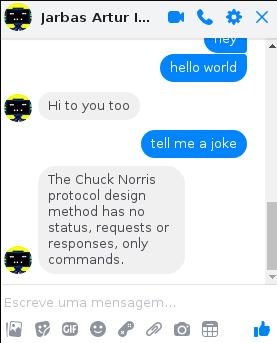 Jarbas Artur I...
hey
hello world
Hi to you too
tell me a joke
The Chuck Norris
protocol design
method has no
status, requests or
responses, only
commands.
Escreve uma mensagem...
GIF